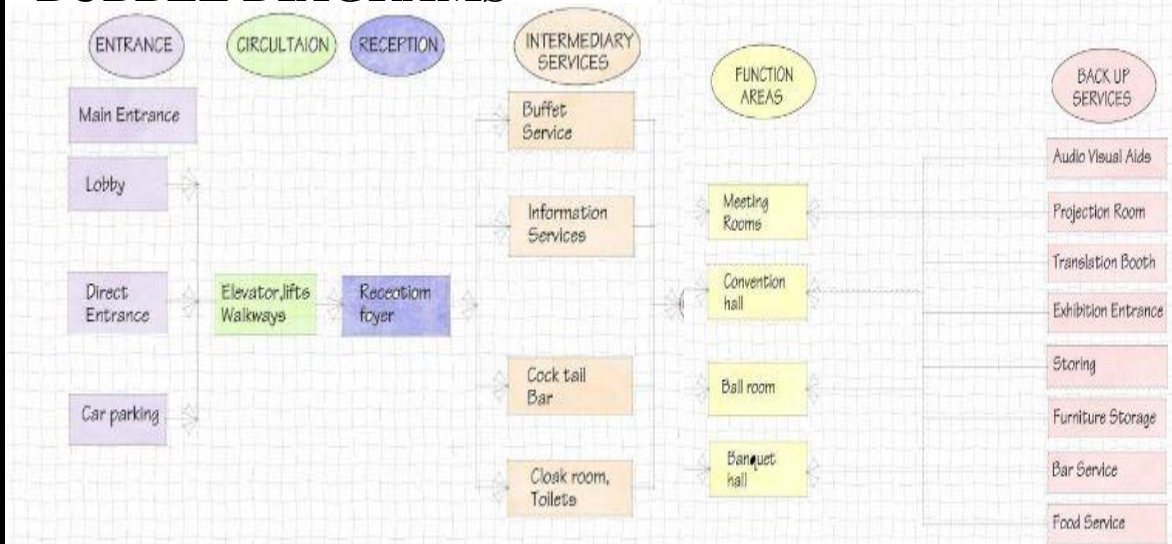 BUBBLE DIAGRAMS
ENTRANCE
CIRCULTAION
RECEPTION
INTERMEDIARY
SERVICES
FUNCTION
AREAS
BACK UP
SERVICES
Main Entrance
Lobby
Direct
Entrance
Car parking
Elevator,lifts
Walkways
Receotiom
foyer
Buffet
Service
Information
Services
Cock tail
Bar
Cloak room,
Toilets
Meeting
Rooms
Convention
hall
Ball room
Banquet
hall
Audio Visual Aids
Projection Room
Translation Booth
Exhibition Entrance
Storing
Furniture Storage
Bar Service
Food Service